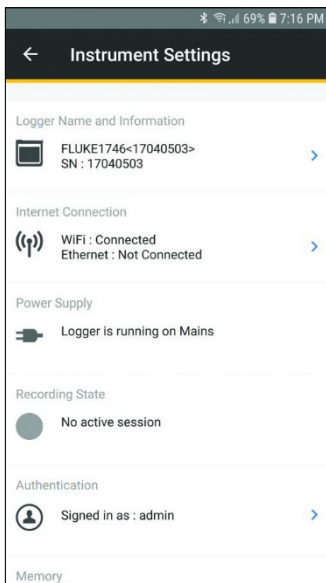 69% 7:16 PM
Instrument Settings
Logger Name and Information
FLUKE1746<17040503>
SN : 17040503
Internet Connection
WiFi : Connected
Ethernet : Not Connected
Power Supply
Logger is running on Mains
Recording State
No active session
Authentication
Signed in as : admin
Memory